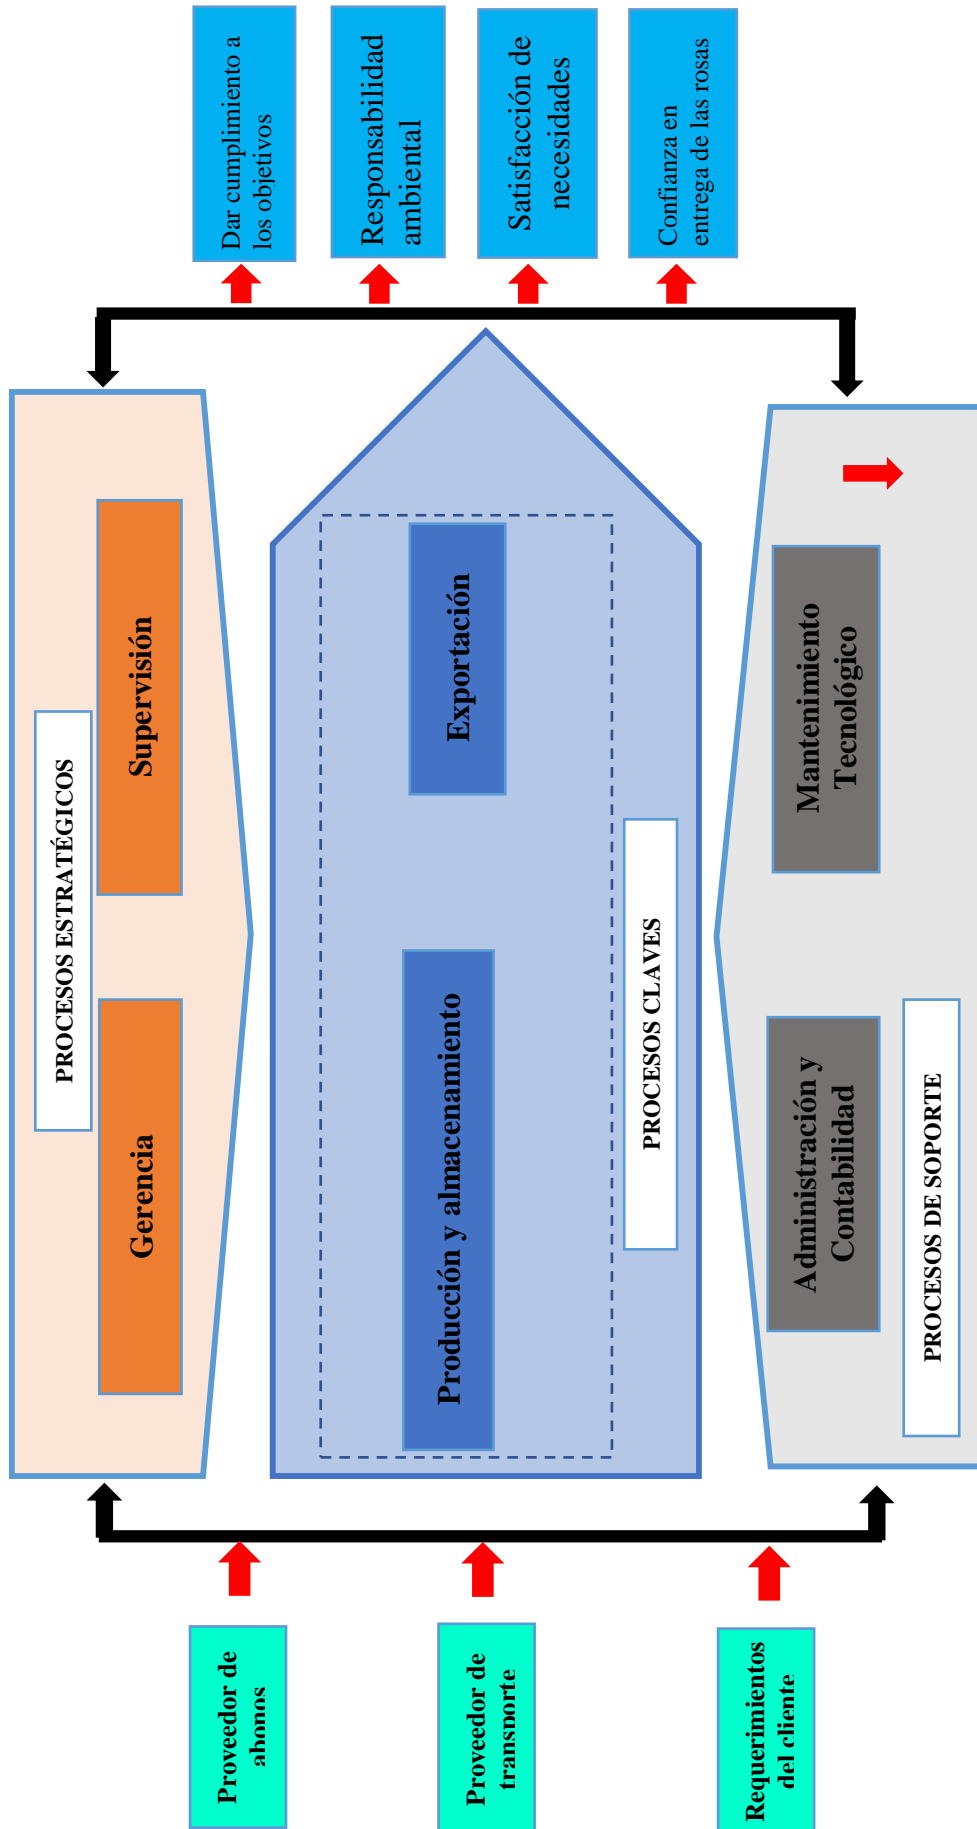 Proveedor de
abonos
Proveedor de
transporte
Requerimientos
del cliente
PROCESOS ESTRATÉGICOS
Gerencia
Supervisión
Producción y almacenamiento
Exportación
PROCESOS CLAVES
Administración y
Contabilidad
Mantenimiento
Tecnológico
PROCESOS DE SOPORTE
Dar cumplimiento a
los objetivos
Responsabilidad
ambiental
Satisfacción de
necesidades
Confianza en
entrega de las rosas